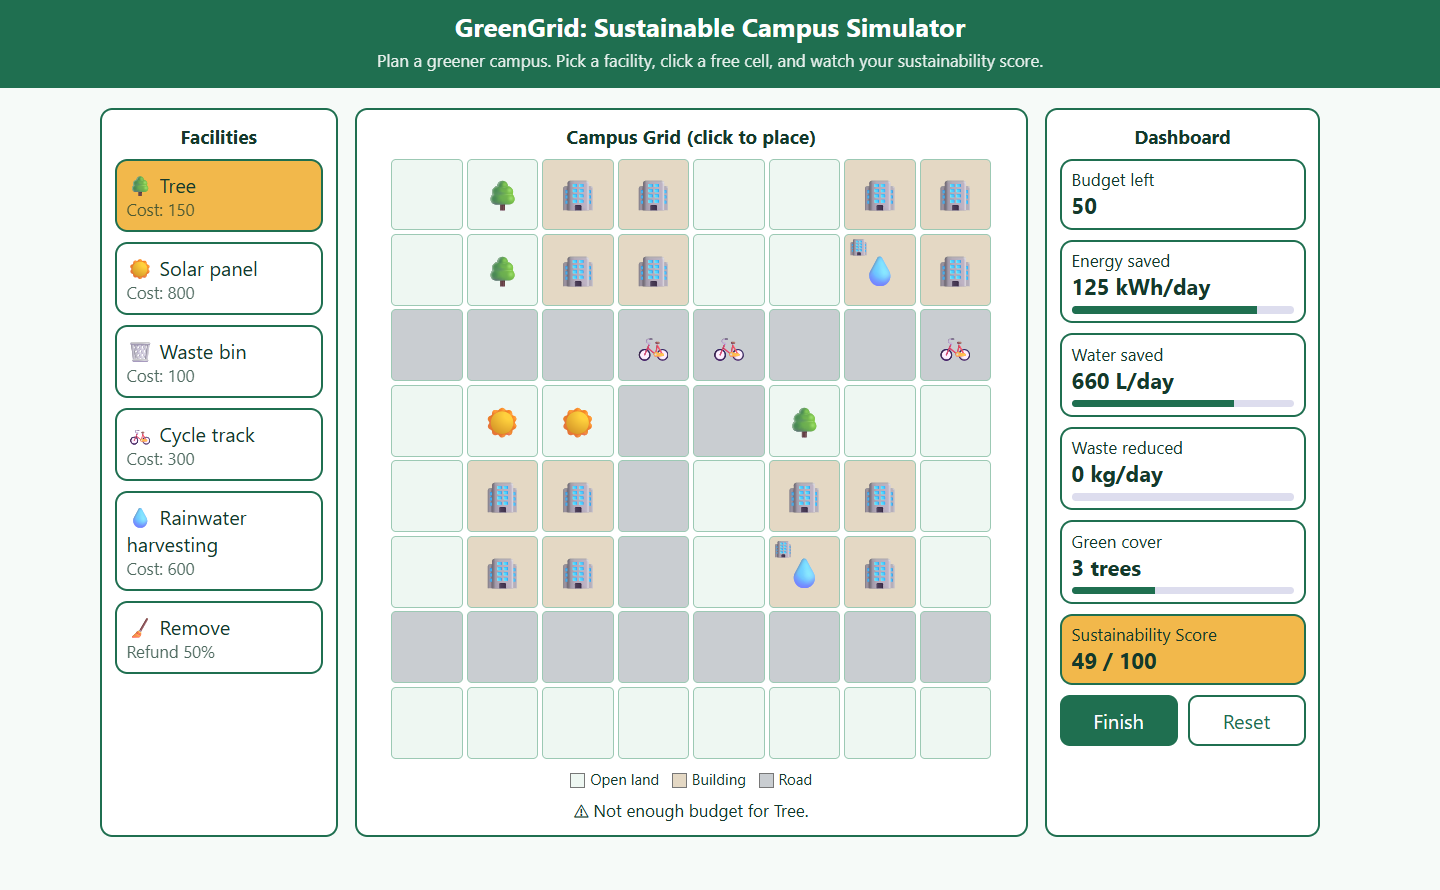 GreenGrid: Sustainable Campus Simulator
Plan a greener campus. Pick a facility, click a free cell, and watch your sustainability score.
Facilities
Tree
Cost: 150
Solar panel
Cost: 800
Waste bin
Cost: 100
Cycle track
Cost: 300
Rainwater
harvesting
Cost: 600
Remove
Refund 50%
Campus Grid (click to place)
Open land
Building
Road
⚠ Not enough budget for Tree.
Dashboard
Budget left
50
Energy saved
125 kWh/day
Water saved
660 L/day
Waste reduced
0 kg/day
Green cover
3 trees
Sustainability Score
49 / 100
Finish
Reset